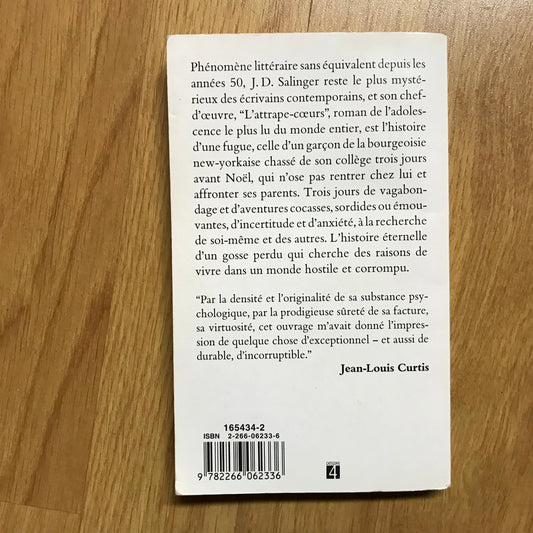 Phénomène littéraire sans équivalent depuis les
années 50, J. D. Salinger reste le plus mysté-
rieux des écrivains contemporains, et son chef-
d'œuvre, "L'attrape-cœurs", roman de l'adoles-
cence le plus lu du monde entier, est l'histoire
d'une fugue, celle d'un garçon de la bourgeoisie
new-yorkaise chassé de son collège trois jours
avant Noël, qui n'ose pas rentrer chez lui et
affronter ses parents. Trois jours de vagabon-
dage et d'aventures cocasses, sordides ou émou-
vantes, d'incertitude et d'anxiété, à la recherche
de soi-même et des autres. L'histoire éternelle
d'un gosse perdu qui cherche des raisons de
vivre dans un monde hostile et corrompu.
"Par la densité et l'originalité de sa substance psy-
chologique, par la prodigieuse sûreté de sa facture,
sa virtuosité, cet ouvrage m'avait donné l'impres-
sion de quelque chose d'exceptionnel – et aussi de
durable, d'incorruptible."
Jean-Louis Curtis
165434-2
ISBN 2-266-06233-6
9 782266 062336
4